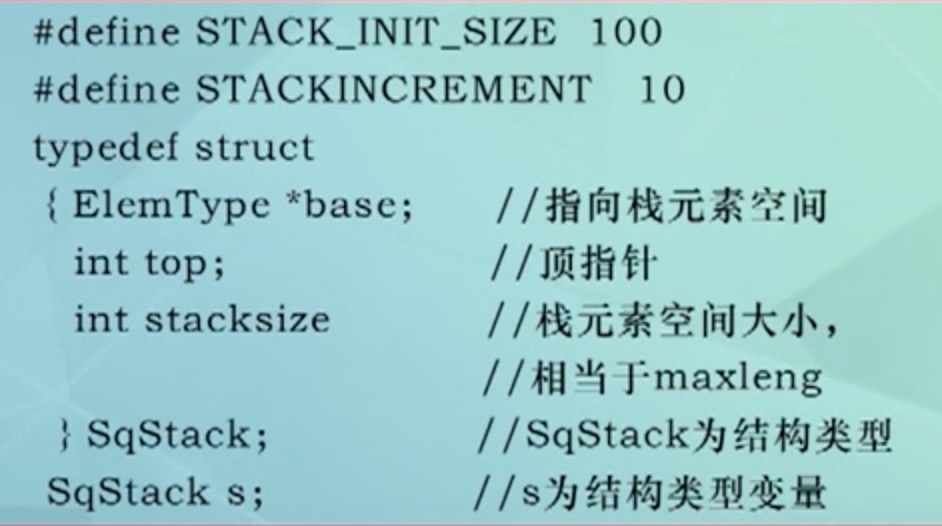 #define STACK_INIT_SIZE 100
#define STACKINCREMENT 10
typedef struct
{ ElemType *base; //指向栈元素空间
int top; //顶指针
int stacksize //栈元素空间大小，
//相当于maxleng
} SqStack; //SqStack为结构类型
SqStack s; //s为结构类型变量